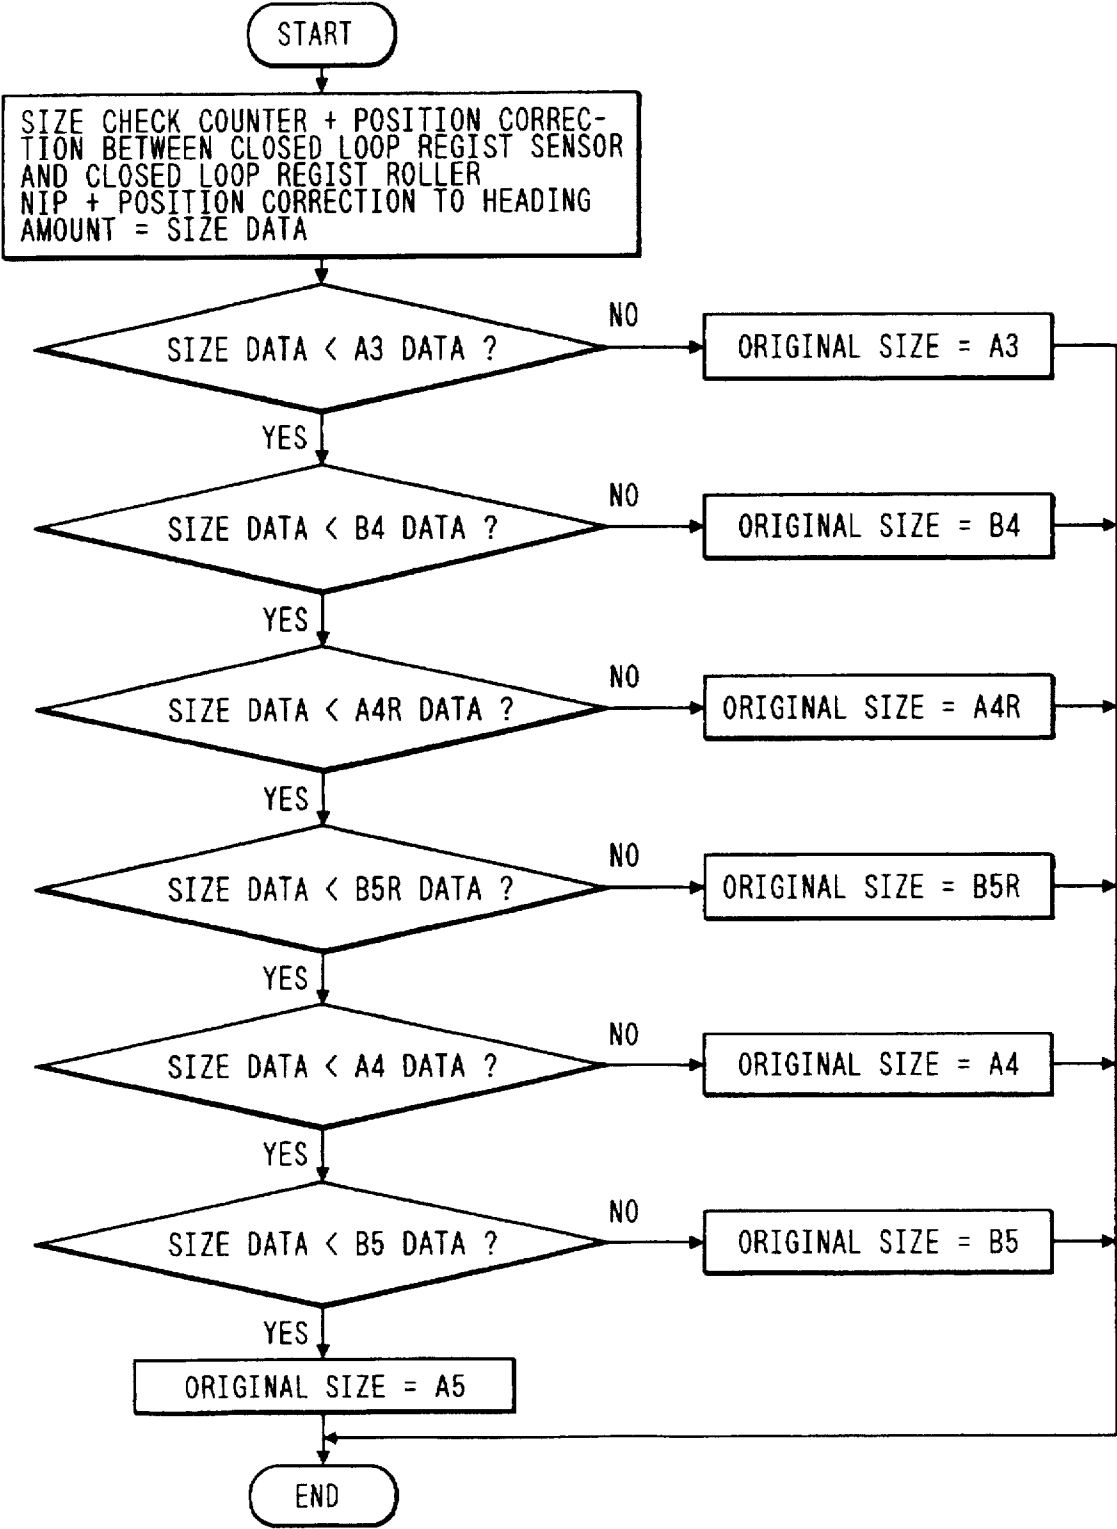 START
SIZE CHECK COUNTER + POSITION CORREC-
TION BETWEEN CLOSED LOOP REGIST SENSOR
AND CLOSED LOOP REGIST ROLLER
NIP + POSITION CORRECTION TO HEADING
AMOUNT = SIZE DATA
SIZE DATA < A3 DATA ?
NO
ORIGINAL SIZE = A3
YES
SIZE DATA < B4 DATA ?
NO
ORIGINAL SIZE = B4
YES
SIZE DATA < A4R DATA ?
NO
ORIGINAL SIZE = A4R
YES
SIZE DATA < B5R DATA ?
NO
ORIGINAL SIZE = B5R
YES
SIZE DATA < A4 DATA ?
NO
ORIGINAL SIZE = A4
YES
SIZE DATA < B5 DATA ?
NO
ORIGINAL SIZE = B5
YES
ORIGINAL SIZE = A5
END